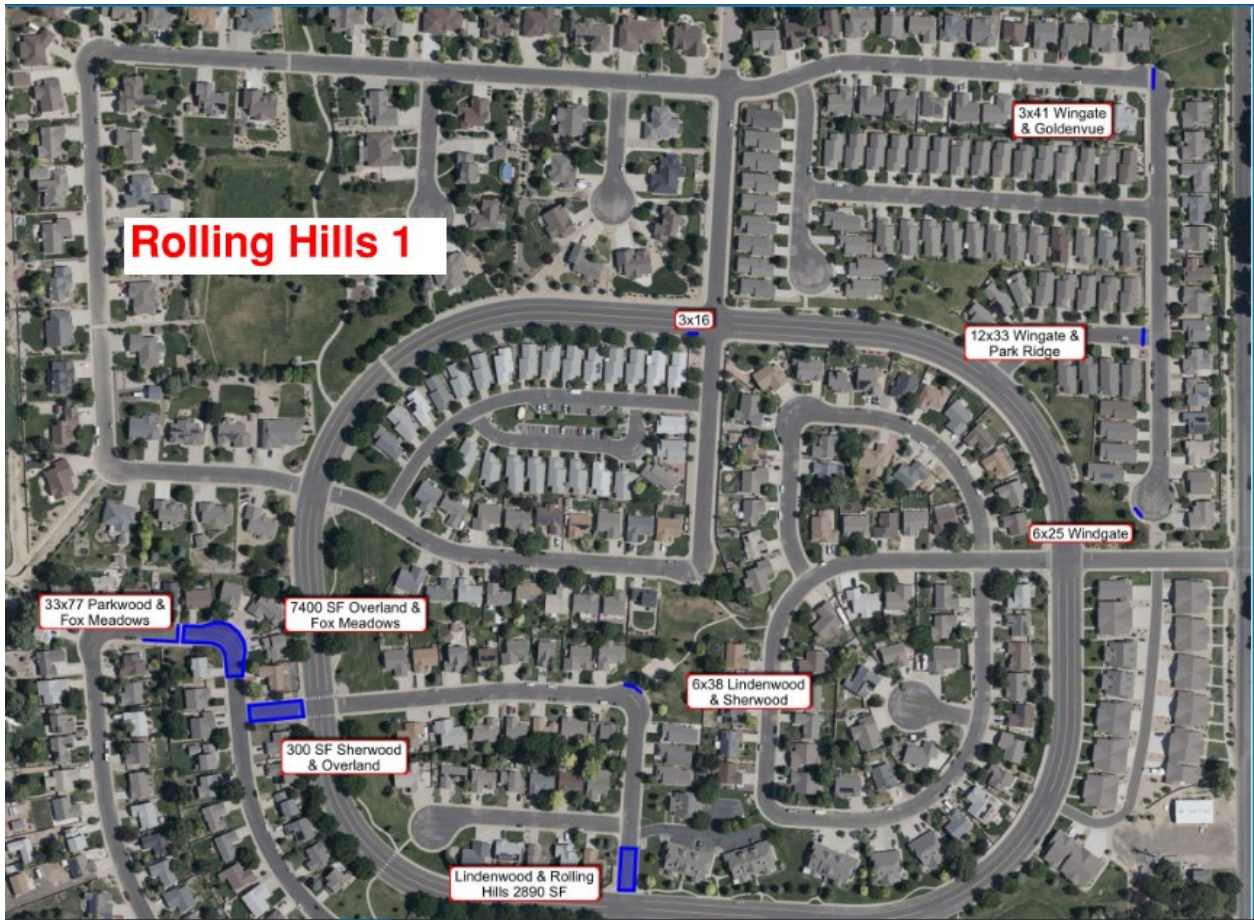 3x41 Wingate
& Goldenvue
Rolling Hills 1
3x16
12x33 Wingate &
Park Ridge
6x25 Windgate
33x77 Parkwood &
Fox Meadows
7400 SF Overland &
Fox Meadows
6x38 Lindenwood
& Sherwood
300 SF Sherwood
& Overland
Lindenwood & Rolling
Hills 2890 SF